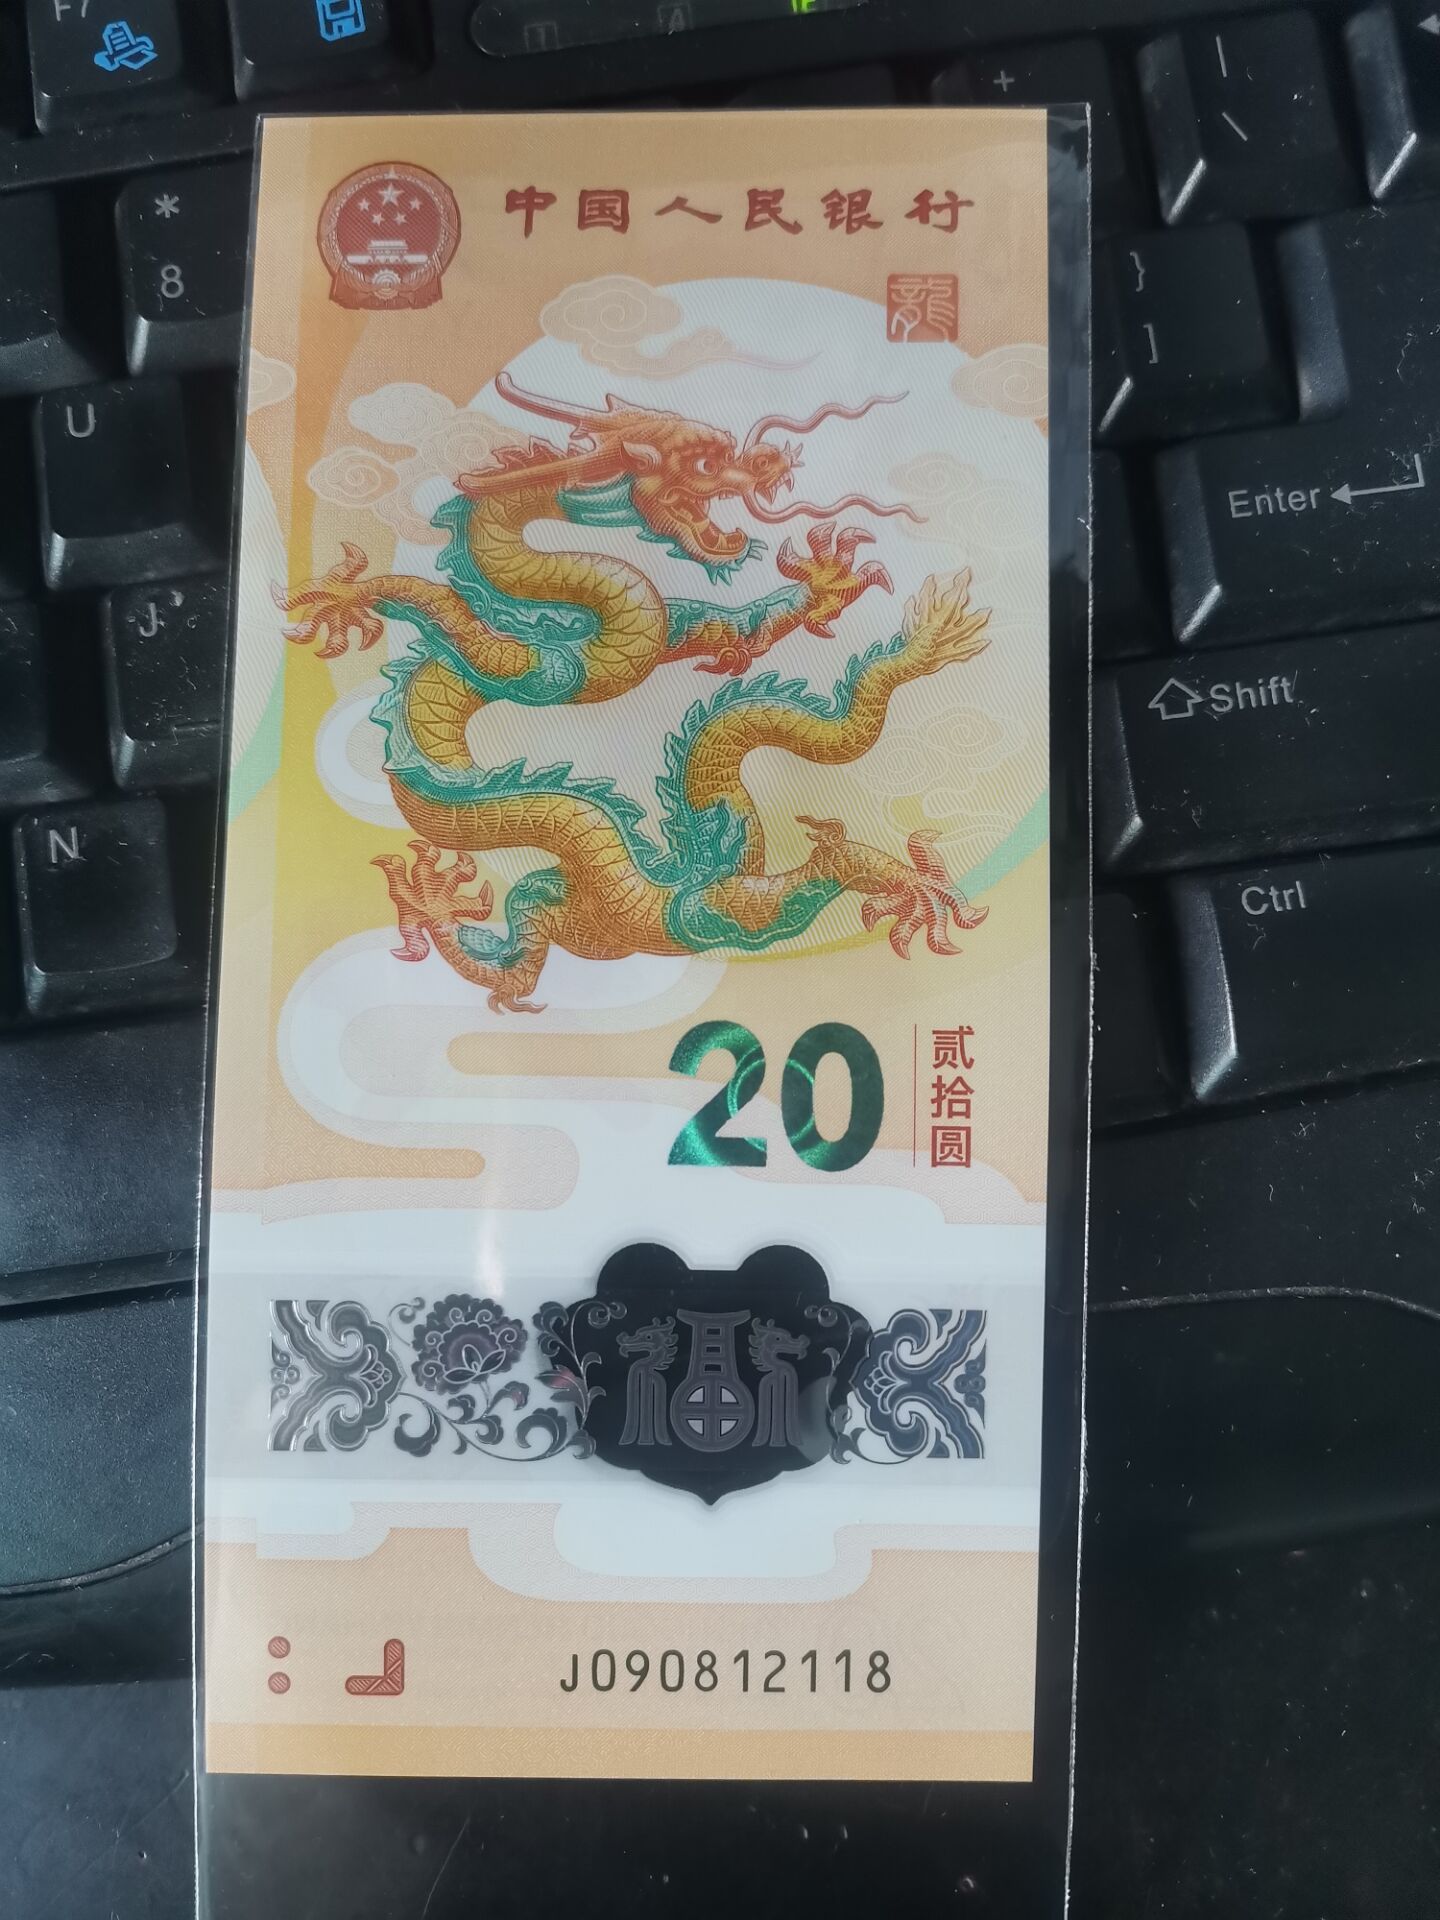 F7
*
8
U
J
N
+
|
\
}
]
Enter
Shift
Ctrl
中国人民银行
龍
20
贰拾圆
福
J090812118